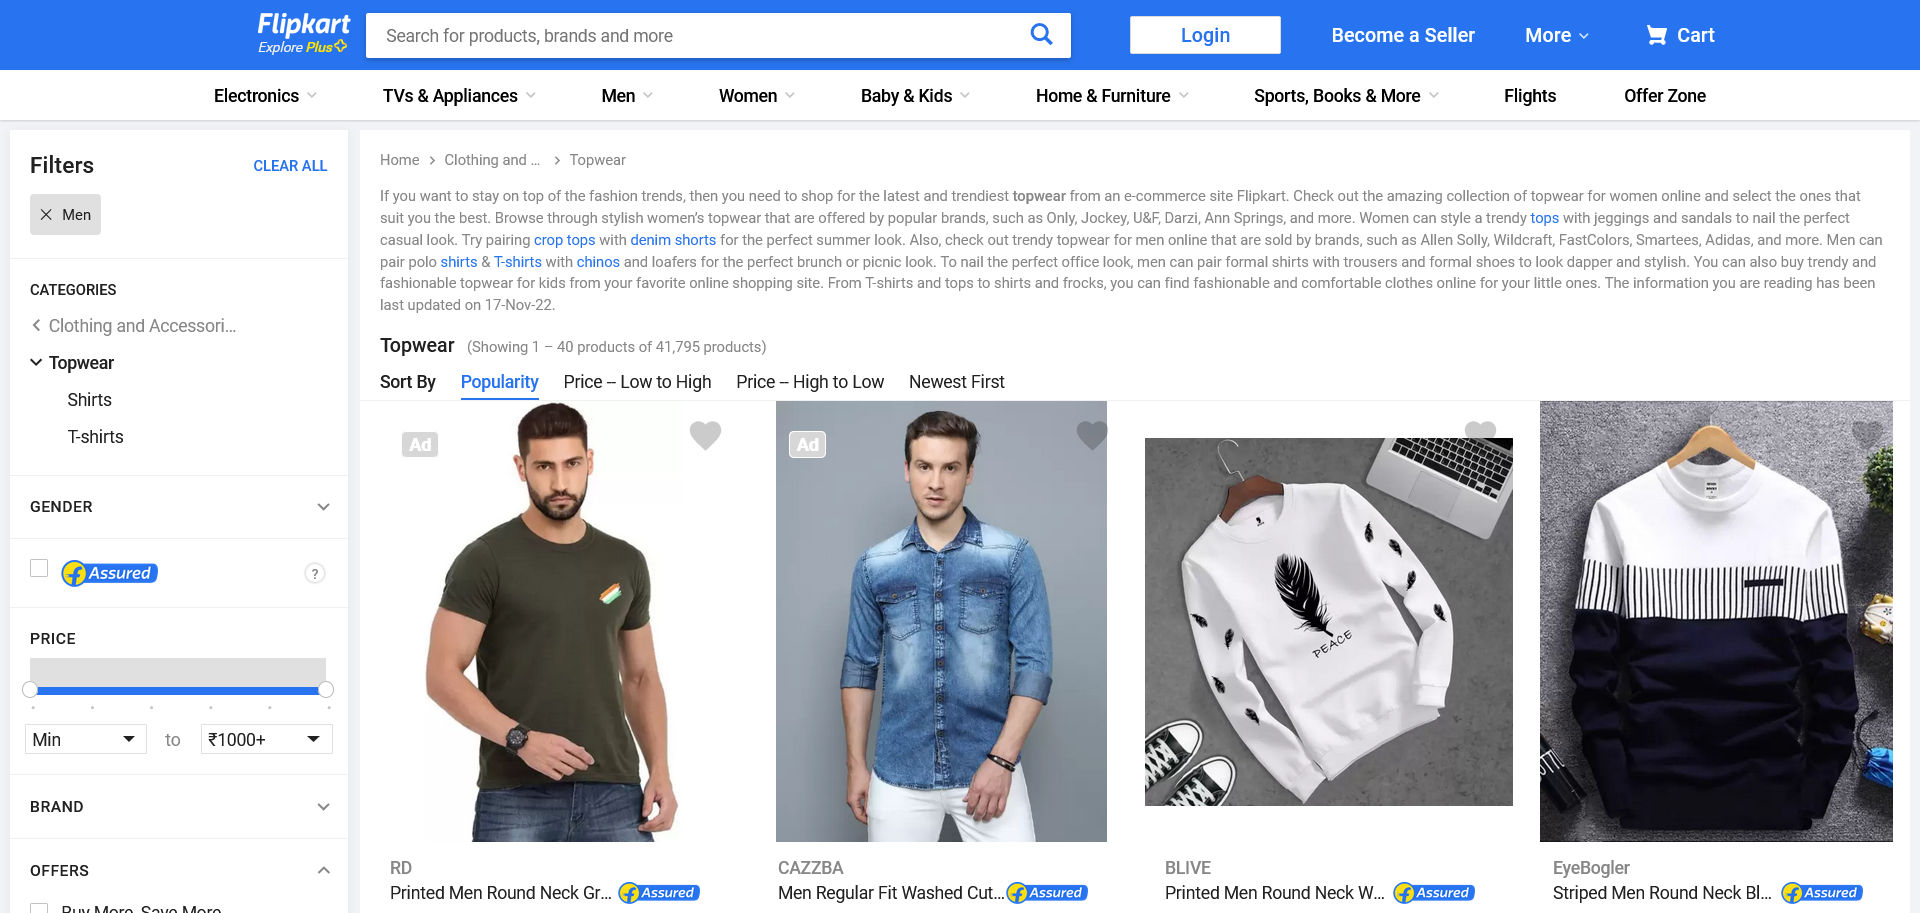 Flipkart
Explore Plus
Search for products, brands and more
Login
Become a Seller
More
Cart
Electronics
TVs & Appliances
Men
Women
Baby & Kids
Home & Furniture
Sports, Books & More
Flights
Offer Zone
Filters
CLEAR ALL
Men
CATEGORIES
Clothing and Accessori...
Topwear
Shirts
T-shirts
GENDER
Assured
?
PRICE
Min
to
₹1000+
BRAND
OFFERS
Buy More, Save More
Home
Clothing and ...
Topwear
If you want to stay on top of the fashion trends, then you need to shop for the latest and trendiest topwear from an e-commerce site Flipkart. Check out the amazing collection of topwear for women online and select the ones that
suit you the best. Browse through stylish women’s topwear that are offered by popular brands, such as Only, Jockey, U&F, Darzi, Ann Springs, and more. Women can style a trendy tops with jeggings and sandals to nail the perfect
casual look. Try pairing crop tops with denim shorts for the perfect summer look. Also, check out trendy topwear for men online that are sold by brands, such as Allen Solly, Wildcraft, FastColors, Smartees, Adidas, and more. Men can
pair polo shirts & T-shirts with chinos and loafers for the perfect brunch or picnic look. To nail the perfect office look, men can pair formal shirts with trousers and formal shoes to look dapper and stylish. You can also buy trendy and
fashionable topwear for kids from your favorite online shopping site. From T-shirts and tops to shirts and frocks, you can find fashionable and comfortable clothes online for your little ones. The information you are reading has been
last updated on 17-Nov-22.
Topwear (Showing 1 – 40 products of 41,795 products)
Sort By
Popularity
Price -- Low to High
Price -- High to Low
Newest First
Ad
Ad
PEACE
RD
Printed Men Round Neck Gr...
Assured
CAZZBA
Men Regular Fit Washed Cut...
Assured
BLIVE
Printed Men Round Neck W...
Assured
EyeBogler
Striped Men Round Neck Bl...
Assured